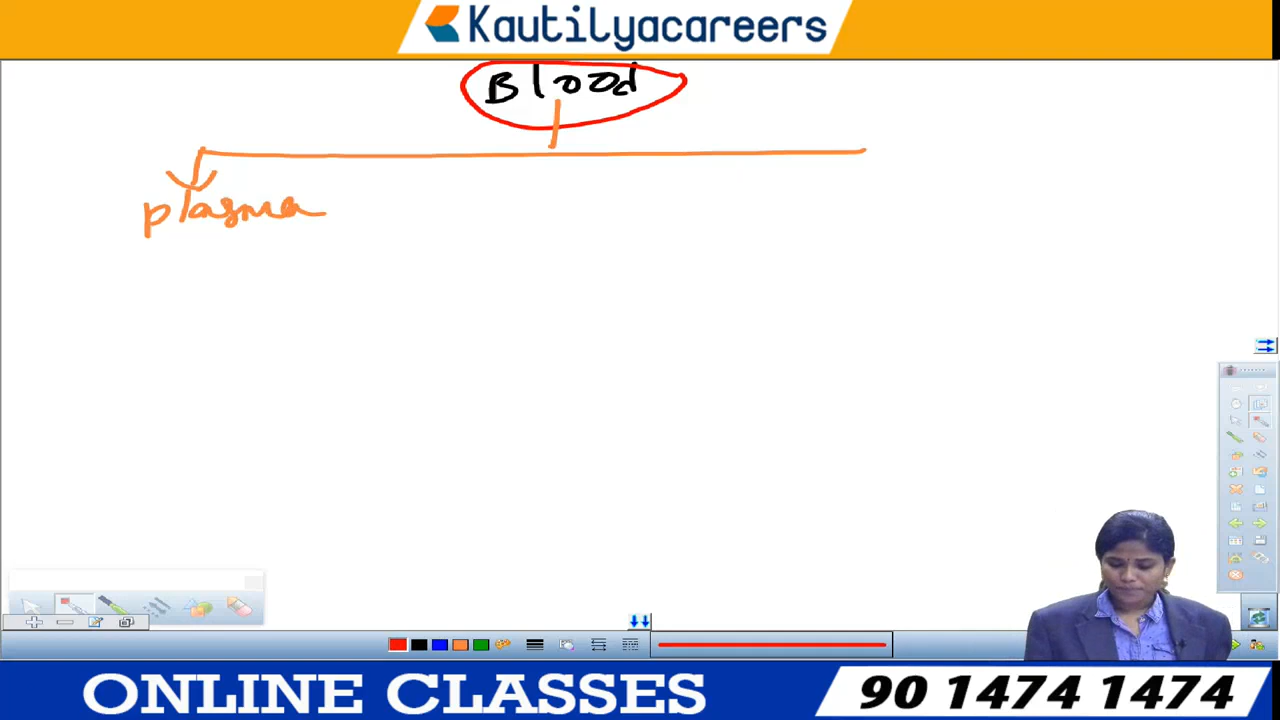 Kautilyacareers
Blood
plasma
ONLINE CLASSES
90 1474 1474